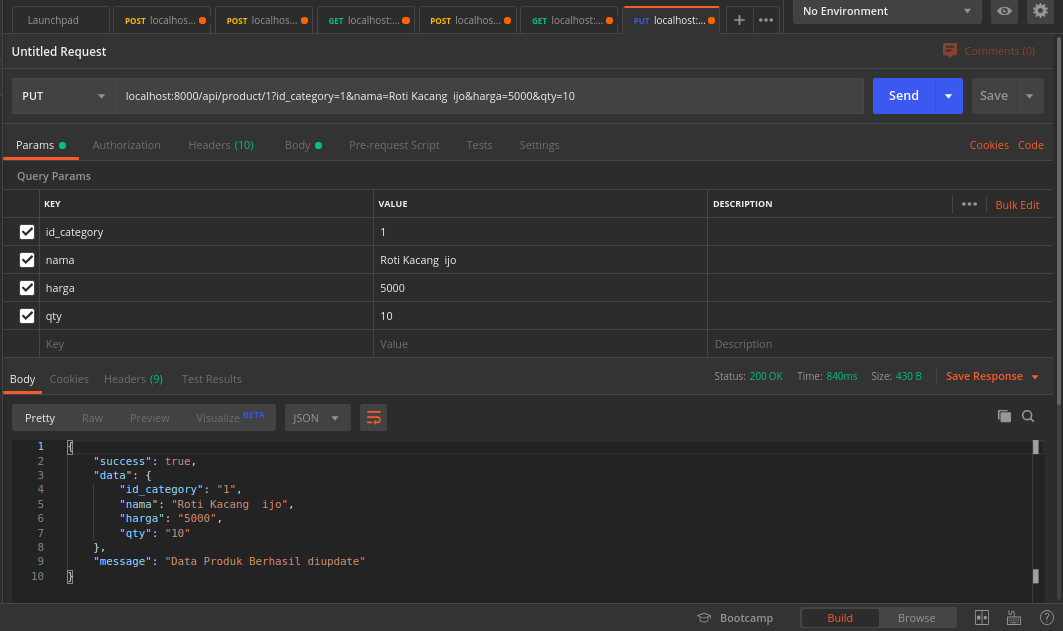 Launchpad
POST localhos...
POST localhos...
GET localhost:...
POST localhos...
GET localhost:...
PUT localhost:...
No Environment
Untitled Request
Comments (0)
PUT
localhost:8000/api/product/1?id_category=1&nama=Roti Kacang  ijo&harga=5000&qty=10
Send
Save
Params
Authorization
Headers (10)
Body
Pre-request Script
Tests
Settings
Cookies
Code
Query Params
KEY
VALUE
DESCRIPTION
Bulk Edit
id_category
1
nama
Roti Kacang  ijo
harga
5000
qty
10
Key
Value
Description
Body
Cookies
Headers (9)
Test Results
Status: 200 OK
Time: 840ms
Size: 430 B
Save Response
Pretty
Raw
Preview
Visualize BETA
JSON
1 {
2 "success": true,
3 "data": {
4 "id_category": "1",
5 "nama": "Roti Kacang  ijo",
6 "harga": "5000",
7 "qty": "10"
8 },
9 "message": "Data Produk Berhasil diupdate"
10 }
Bootcamp
Build
Browse